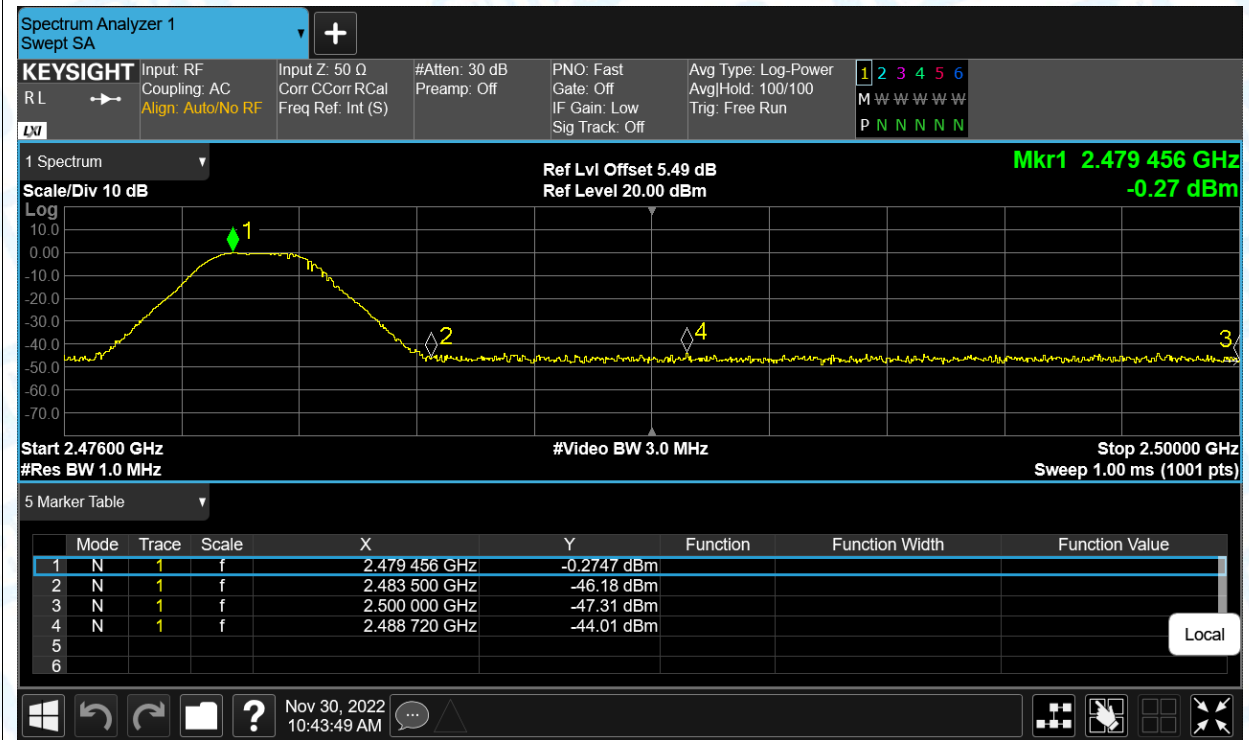 Spectrum Analyzer 1
Swept SA
+
KEYSIGHT
R L
LXI
Input: RF
Coupling: AC
Align: Auto/No RF
Input Z: 50 Ω
Corr CCorr RCal
Freq Ref: Int (S)
#Atten: 30 dB
Preamp: Off
PNO: Fast
Gate: Off
IF Gain: Low
Sig Track: Off
Avg Type: Log-Power
Avg|Hold: 100/100
Trig: Free Run
1 2 3 4 5 6
M W W W W W
P N N N N N
1 Spectrum
Scale/Div 10 dB
Ref Lvl Offset 5.49 dB
Ref Level 20.00 dBm
Mkr1 2.479 456 GHz
-0.27 dBm
Log
10.0
0.00
-10.0
-20.0
-30.0
-40.0
-50.0
-60.0
-70.0
1
2
4
3
Start 2.47600 GHz
#Res BW 1.0 MHz
#Video BW 3.0 MHz
Stop 2.50000 GHz
Sweep 1.00 ms (1001 pts)
5 Marker Table
Mode Trace Scale X Y Function Function Width Function Value
1 N 1 f 2.479 456 GHz -0.2747 dBm
2 N 1 f 2.483 500 GHz -46.18 dBm
3 N 1 f 2.500 000 GHz -47.31 dBm
4 N 1 f 2.488 720 GHz -44.01 dBm
5
6
Local
?
Nov 30, 2022
10:43:49 AM